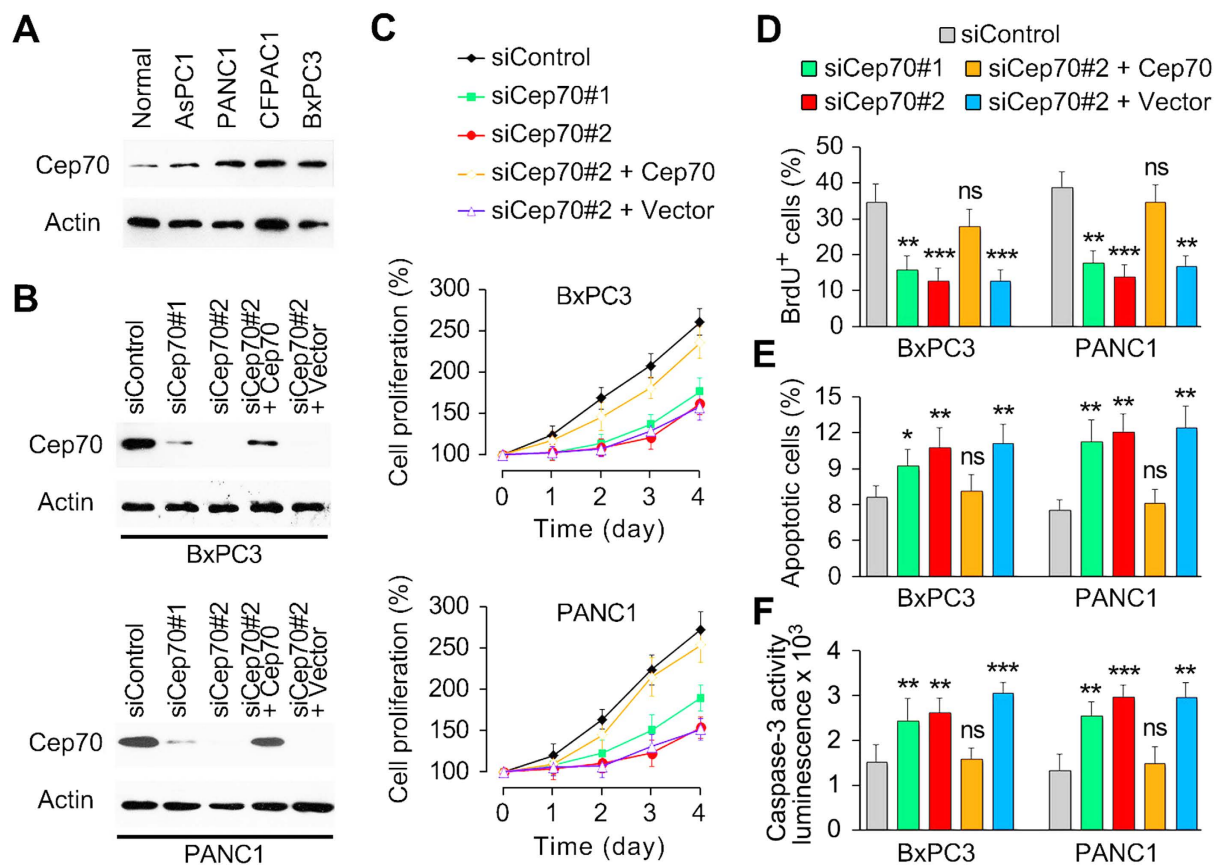 A
Normal
AsPC1
PANC1
CFPAC1
BxPC3
Cep70
Actin
B
siControl
siCep70#1
siCep70#2
siCep70#2
+ Cep70
siCep70#2
+ Vector
Cep70
Actin
BxPC3
siControl
siCep70#1
siCep70#2
siCep70#2
+ Cep70
siCep70#2
+ Vector
Cep70
Actin
PANC1
C
siControl
siCep70#1
siCep70#2
siCep70#2 + Cep70
siCep70#2 + Vector
BxPC3
Cell proliferation (%)
300
250
200
150
100
0 1 2 3 4
Time (day)
PANC1
Cell proliferation (%)
300
250
200
150
100
0 1 2 3 4
Time (day)
D
siControl
siCep70#1
siCep70#2 + Cep70
siCep70#2
siCep70#2 + Vector
BrdU+ cells (%)
50
40
30
20
10
0
** *** ns ***
** *** ns **
BxPC3 PANC1
E
Apoptotic cells (%)
15
12
9
8
6
0
* ** ns **
** ** ns **
BxPC3 PANC1
F
Caspase-3 activity
luminescence x 10³
4
3
2
1
0
** ** ns ***
** *** ns **
BxPC3 PANC1